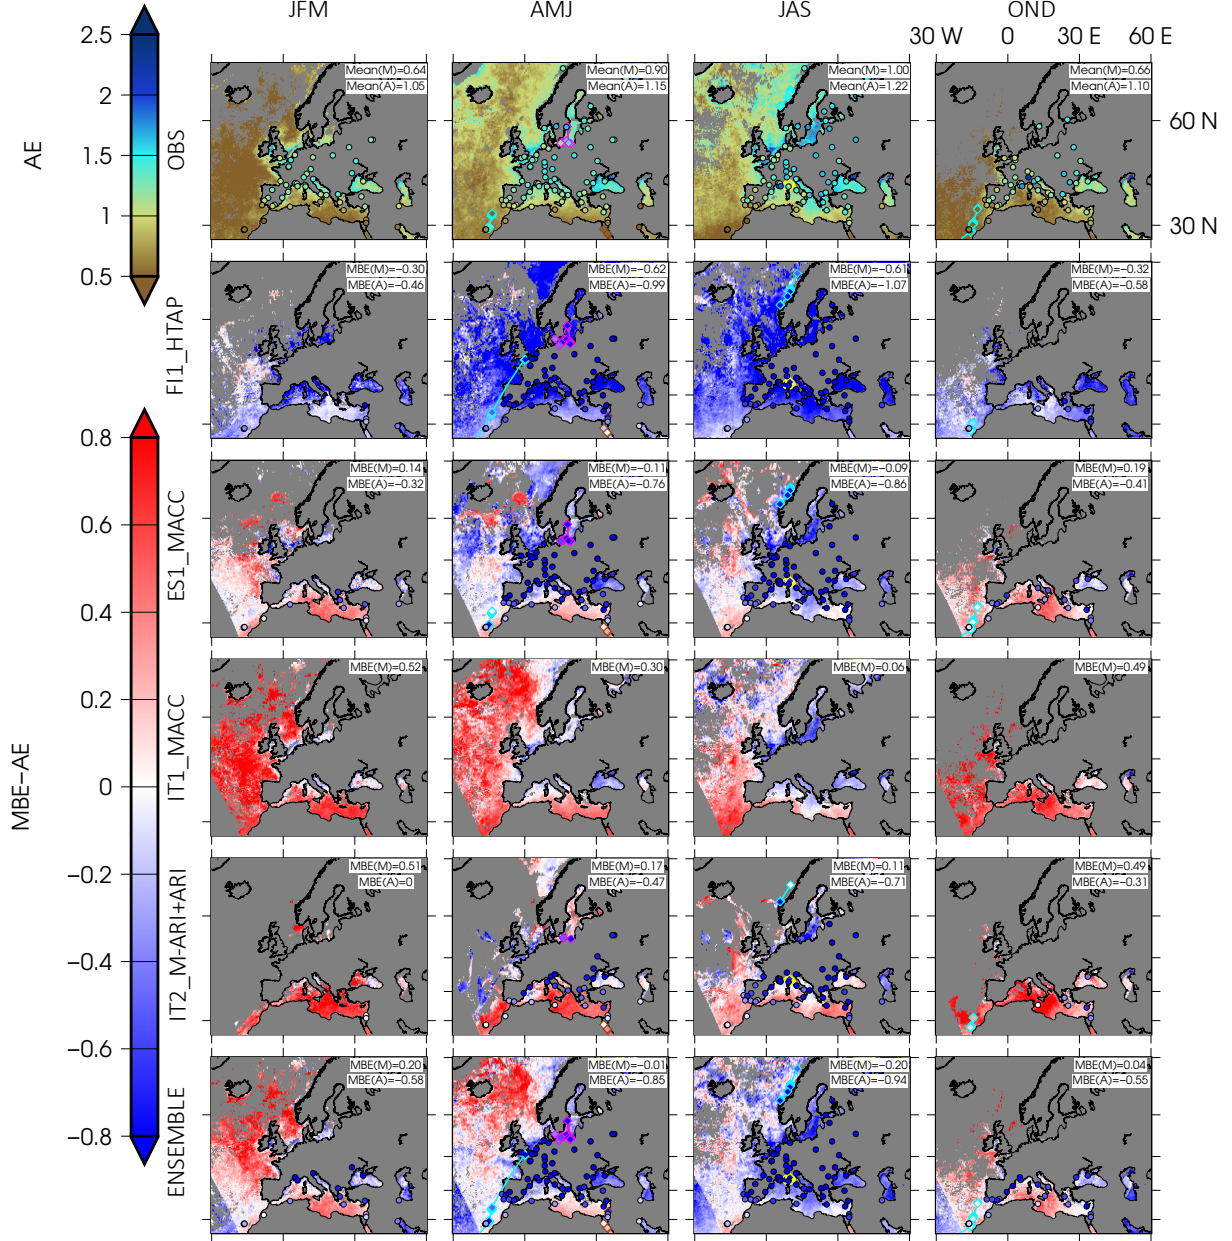 JFM AMJ JAS OND
30 W 0 30 E 60 E
2.5
2
1.5
1
0.5
AE
OBS
Mean(M)=0.64
Mean(A)=1.05
Mean(M)=0.90
Mean(A)=1.15
Mean(M)=1.00
Mean(A)=1.22
Mean(M)=0.66
Mean(A)=1.10
60 N
30 N
FI1_HTAP
MBE(M)=−0.30
MBE(A)=−0.46
MBE(M)=−0.62
MBE(A)=−0.99
MBE(M)=−0.61
MBE(A)=−1.07
MBE(M)=−0.32
MBE(A)=−0.58
0.8
0.6
0.4
0.2
0
−0.2
−0.4
−0.6
−0.8
MBE−AE
ES1_MACC
MBE(M)=0.14
MBE(A)=−0.32
MBE(M)=−0.11
MBE(A)=−0.76
MBE(M)=−0.09
MBE(A)=−0.86
MBE(M)=0.19
MBE(A)=−0.41
IT1_MACC
MBE(M)=0.52
MBE(M)=0.30
MBE(M)=0.06
MBE(M)=0.49
IT2_M−ARI+ARI
MBE(M)=0.51
MBE(A)=0
MBE(M)=0.17
MBE(A)=−0.47
MBE(M)=0.11
MBE(A)=−0.71
MBE(M)=0.49
MBE(A)=−0.31
ENSEMBLE
MBE(M)=0.20
MBE(A)=−0.58
MBE(M)=−0.01
MBE(A)=−0.85
MBE(M)=−0.20
MBE(A)=−0.94
MBE(M)=0.04
MBE(A)=−0.55